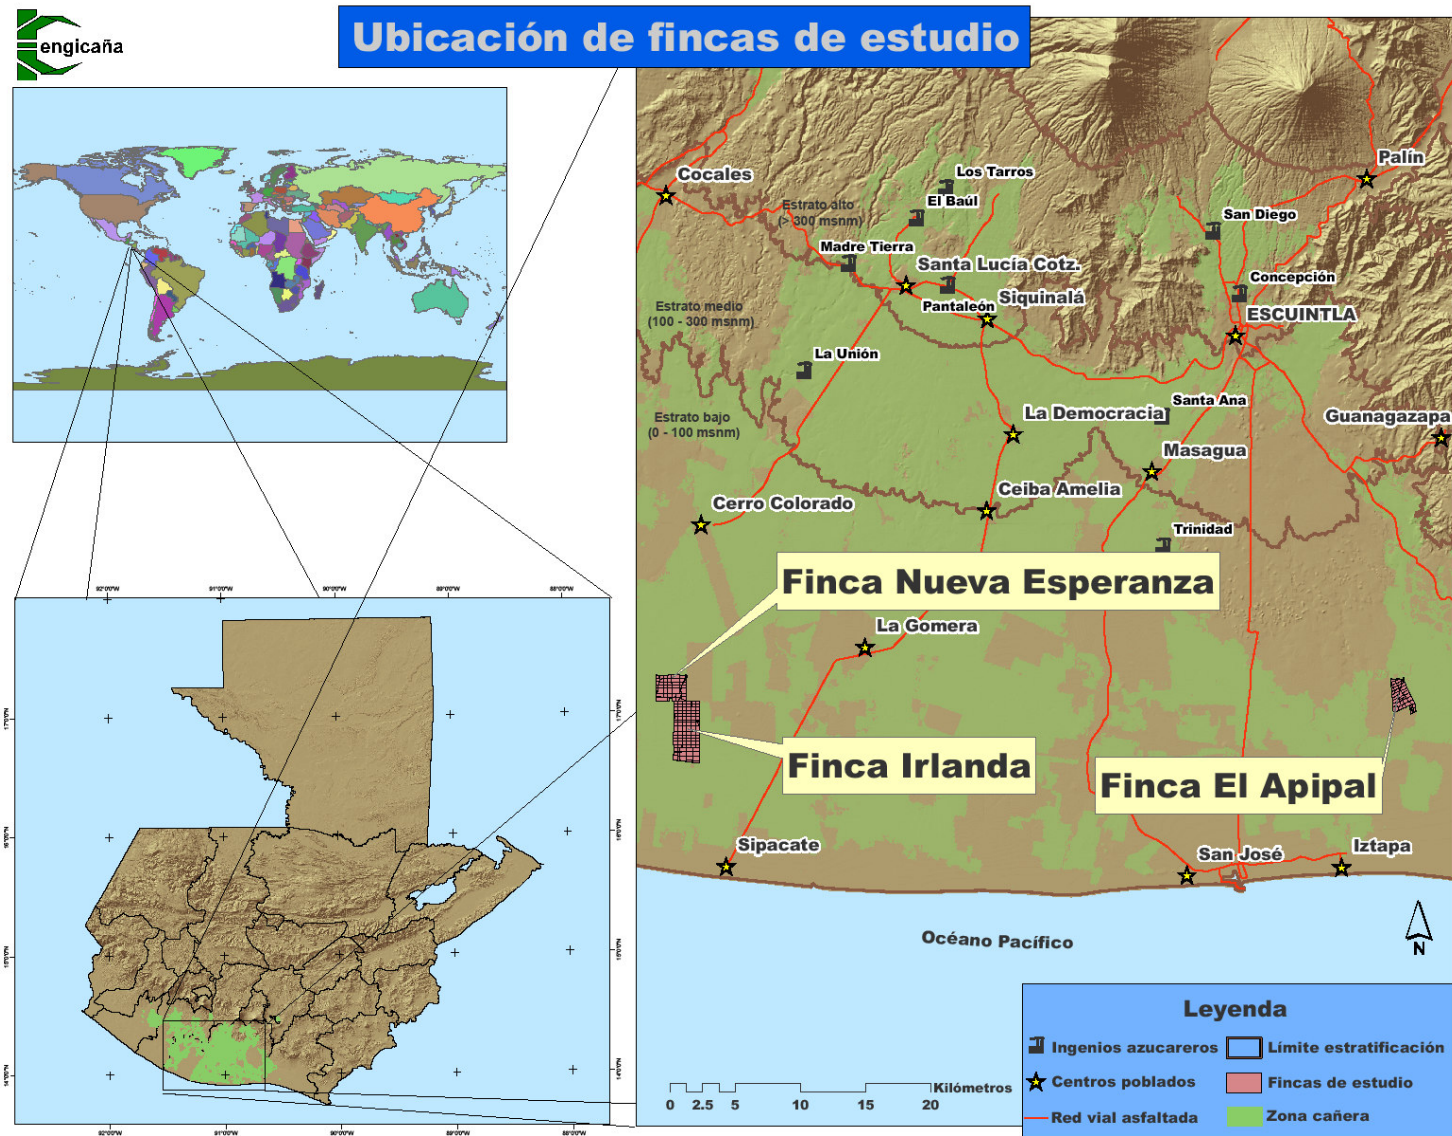 engicaña
Ubicación de fincas de estudio
Cocales
Los Tarros
El Baúl
Palín
Estrato alto
(> 300 msnm)
San Diego
Madre Tierra
Santa Lucía Cotz.
Concepción
Pantaleón
Siquinalá
Estrato medio
(100 - 300 msnm)
ESCUINTLA
La Unión
Santa Ana
Estrato bajo
(0 - 100 msnm)
La Democracia
Guanagazapa
Masagua
Ceiba Amelia
Cerro Colorado
Trinidad
Finca Nueva Esperanza
La Gomera
Finca Irlanda
Finca El Apipal
Sipacate
San José
Iztapa
Océano Pacífico
N
Leyenda
Ingenios azucareros
Límite estratificación
Centros poblados
Fincas de estudio
Red vial asfaltada
Zona cañera
Kilómetros
0 2.5 5 10 15 20